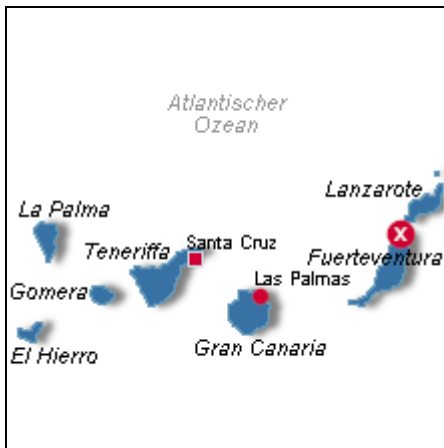 Atlantischer
Ozean
Lanzarote
La Palma
Santa Cruz
Teneriffa
X
Fuerteventura
Las Palmas
Gomera
Gran Canaria
El Hierro